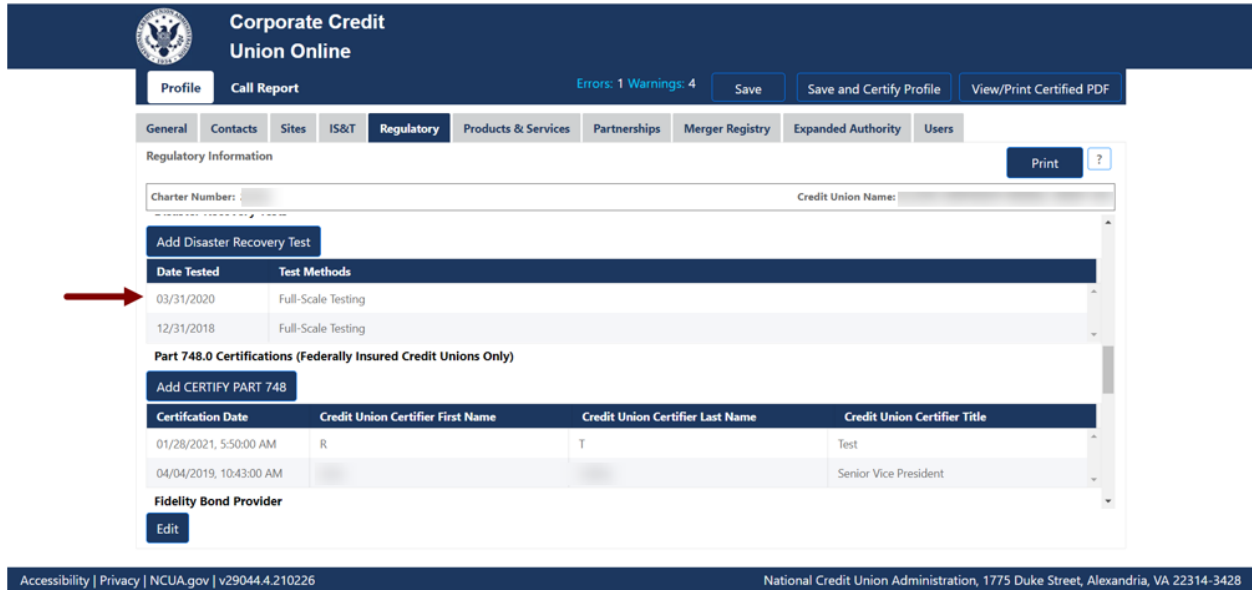 Corporate Credit
Union Online
Profile Call Report Errors: 1 Warnings: 4 Save Save and Certify Profile View/Print Certified PDF
General Contacts Sites IS&T Regulatory Products & Services Partnerships Merger Registry Expanded Authority Users
Regulatory Information Print ?
Charter Number: Credit Union Name:
Add Disaster Recovery Test
Date Tested Test Methods
03/31/2020 Full-Scale Testing
12/31/2018 Full-Scale Testing
Part 748.0 Certifications (Federally Insured Credit Unions Only)
Add CERTIFY PART 748
Certifcation Date Credit Union Certifier First Name Credit Union Certifier Last Name Credit Union Certifier Title
01/28/2021, 5:50:00 AM R T Test
04/04/2019, 10:43:00 AM Senior Vice President
Fidelity Bond Provider
Edit
Accessibility | Privacy | NCUA.gov | v29044.4.210226 National Credit Union Administration, 1775 Duke Street, Alexandria, VA 22314-3428